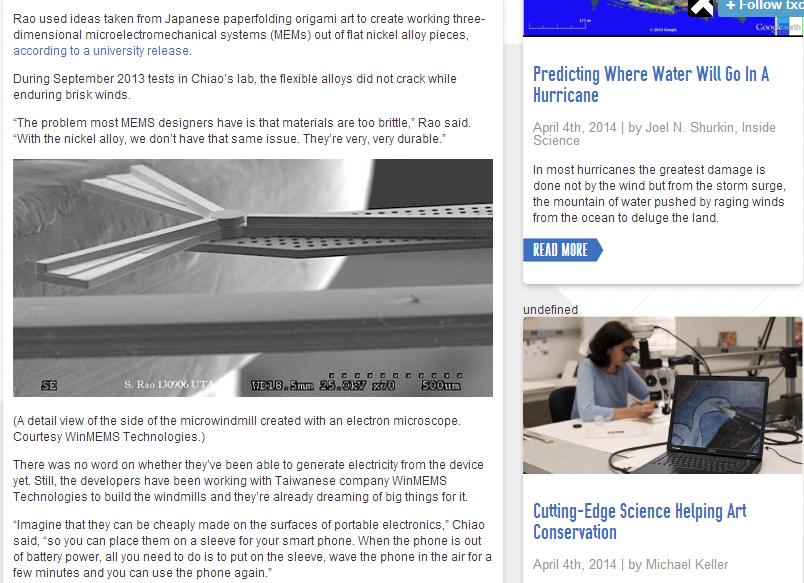 Rao used ideas taken from Japanese paperfolding origami art to create working three-
dimensional microelectromechanical systems (MEMs) out of flat nickel alloy pieces,
according to a university release.
During September 2013 tests in Chiao’s lab, the flexible alloys did not crack while
enduring brisk winds.
“The problem most MEMS designers have is that materials are too brittle,” Rao said.
“With the nickel alloy, we don’t have that same issue. They’re very, very durable.”
SE S. Rao 130906 UTA WD18.5mm 25.0kV x70 500um
(A detail view of the side of the microwindmill created with an electron microscope.
Courtesy WinMEMS Technologies.)
There was no word on whether they’ve been able to generate electricity from the device
yet. Still, the developers have been working with Taiwanese company WinMEMS
Technologies to build the windmills and they’re already dreaming of big things for it.
“Imagine that they can be cheaply made on the surfaces of portable electronics,” Chiao
said, “so you can place them on a sleeve for your smart phone. When the phone is out
of battery power, all you need to do is to put on the sleeve, wave the phone in the air for a
few minutes and you can use the phone again.”
+ Follow txc
© 2013 Google
Google earth
Predicting Where Water Will Go In A
Hurricane
April 4th, 2014 | by Joel N. Shurkin, Inside
Science
In most hurricanes the greatest damage is
done not by the wind but from the storm surge,
the mountain of water pushed by raging winds
from the ocean to deluge the land.
READ MORE
undefined
Cutting-Edge Science Helping Art
Conservation
April 4th, 2014 | by Michael Keller